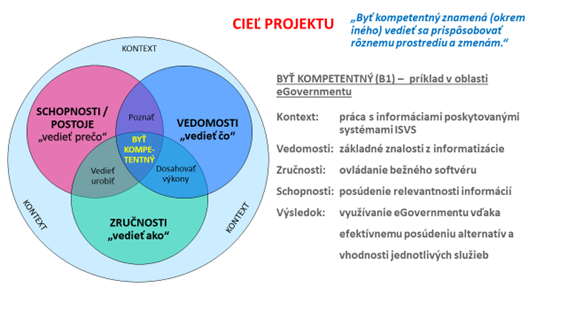 CIEĽ PROJEKTU
„Byť kompetentný znamená (okrem
iného) vedieť sa prispôsobovať
rôznemu prostrediu a zmenám.“
KONTEXT
SCHOPNOSTI /
POSTOJE
„vedieť prečo“
Poznať
VEDOMOSTI
„vedieť čo“
BYŤ
KOMPE-
TENTNÝ
Vedieť
urobiť
Dosahovať
výkony
ZRUČNOSTI
„vedieť ako“
KONTEXT
KONTEXT
BYŤ KOMPETENTNÝ (B1) – príklad v oblasti
eGovernmentu
Kontext: práca s informáciami poskytovanými
systémami ISVS
Vedomosti: základné znalosti z informatizácie
Zručnosti: ovládanie bežného softvéru
Schopnosti: posúdenie relevantnosti informácií
Výsledok: využívanie eGovernmentu vďaka
efektívnemu posúdeniu alternatív a
vhodnosti jednotlivých služieb